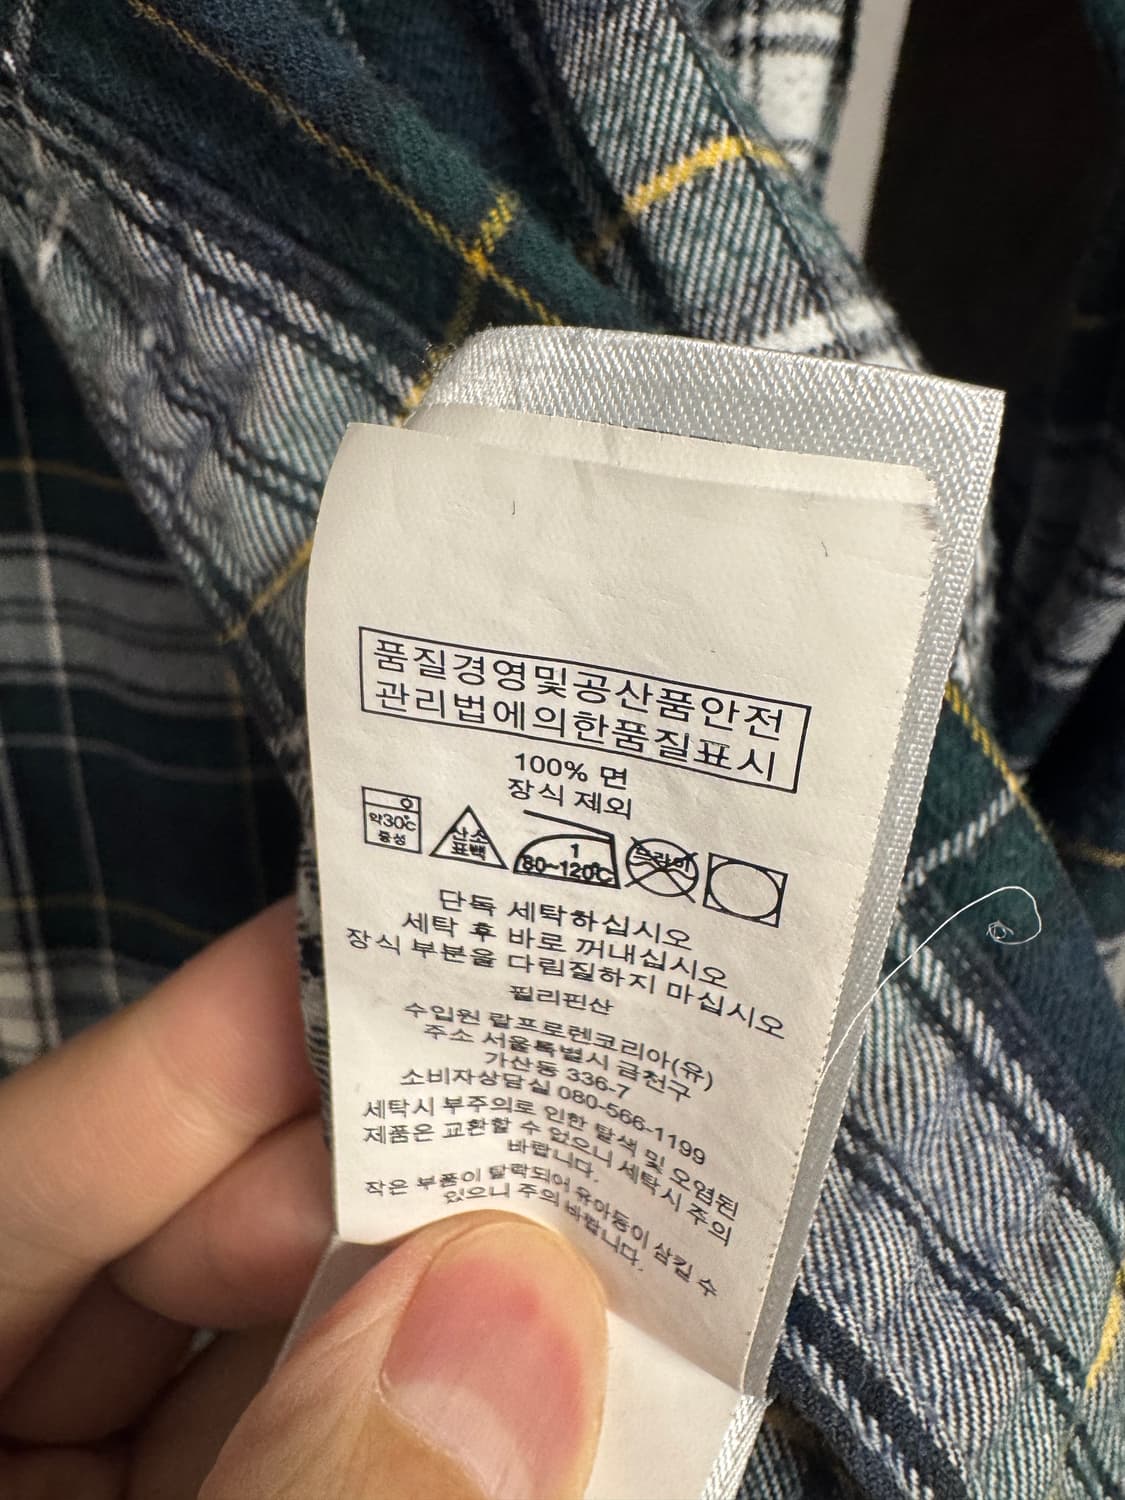 품질경영및공산품안전
관리법에의한품질표시
100% 면
장식 제외
약30℃
중성
산소
표백
1
80~120℃
드라이
단독 세탁하십시오
세탁 후 바로 꺼내십시오
장식 부분을 다림질하지 마십시오
필리핀산
수입원 랄프로렌코리아(유)
주소 서울특별시 금천구
가산동 336-7
소비자상담실 080-566-1199
세탁시 부주의로 인한 탈색 및 오염된
제품은 교환할 수 없으니 세탁시 주의
바랍니다.
작은 부품이 탈락되어 유아등이 삼킬 수
있으니 주의 바랍니다.